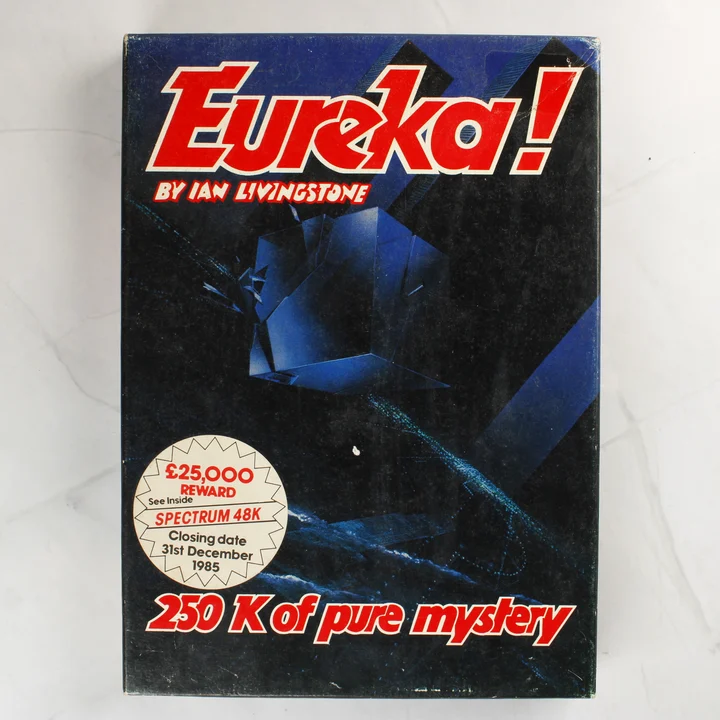 Eureka!
BY IAN LIVINGSTONE
£25,000
REWARD
See Inside
SPECTRUM 48K
Closing date
31st December
1985
250 K of pure mystery